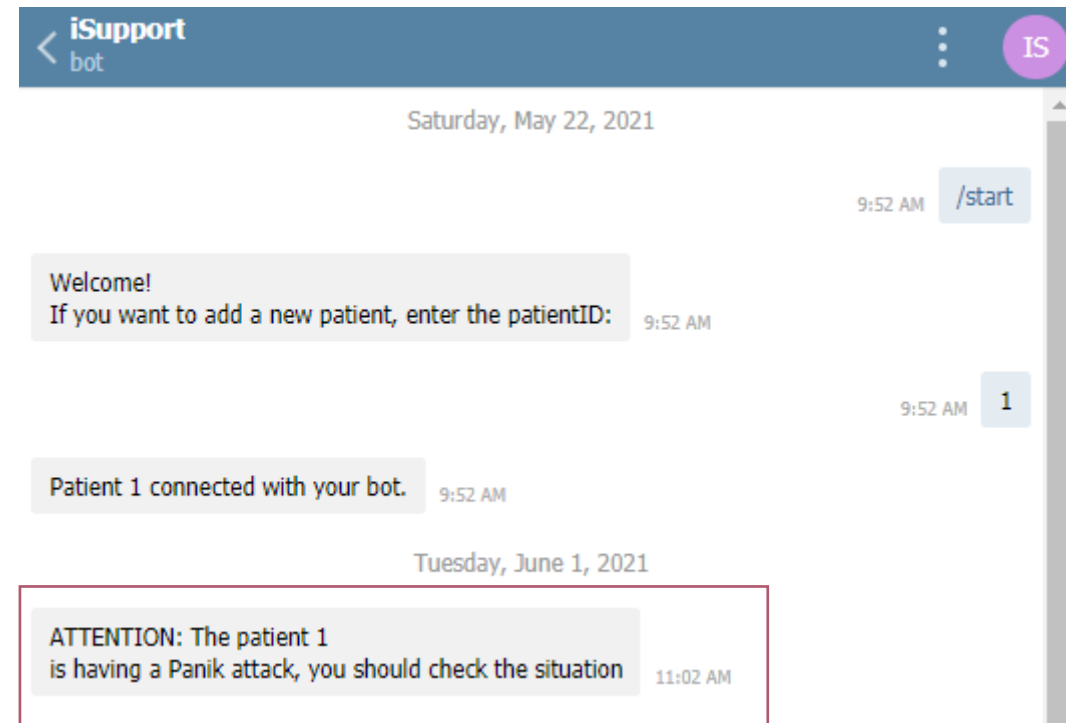 iSupport
bot
IS
Saturday, May 22, 2021
9:52 AM /start
Welcome!
If you want to add a new patient, enter the patientID: 9:52 AM
9:52 AM 1
Patient 1 connected with your bot. 9:52 AM
Tuesday, June 1, 2021
ATTENTION: The patient 1
is having a Panik attack, you should check the situation 11:02 AM